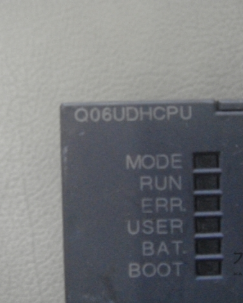 Q06UDHCPU
MODE
RUN
ERR.
USER
BAT.
BOOT